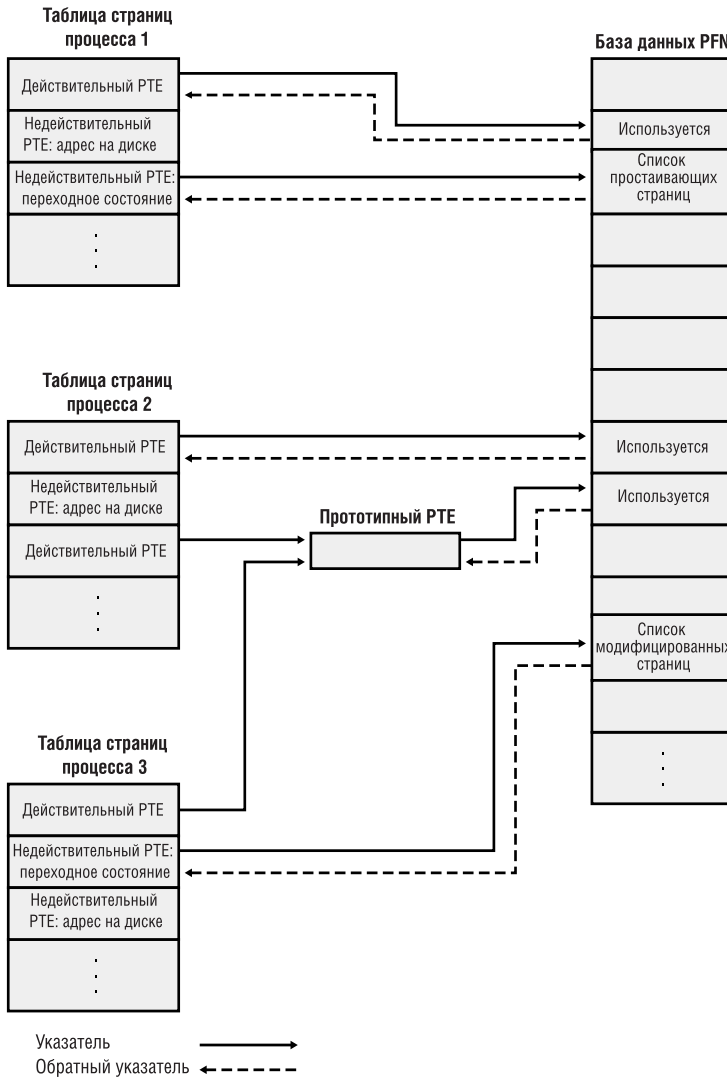 Таблица страниц
процесса 1
База данных PFN
Действительный PTE
Недействительный
PTE: адрес на диске
Недействительный PTE:
переходное состояние
Используется
Список
простаивающих
страниц
Таблица страниц
процесса 2
Действительный PTE
Недействительный
PTE: адрес на диске
Действительный PTE
Прототипный PTE
Используется
Используется
Список
модифицированных
страниц
Таблица страниц
процесса 3
Действительный PTE
Недействительный PTE:
переходное состояние
Недействительный
PTE: адрес на диске
Указатель
Обратный указатель